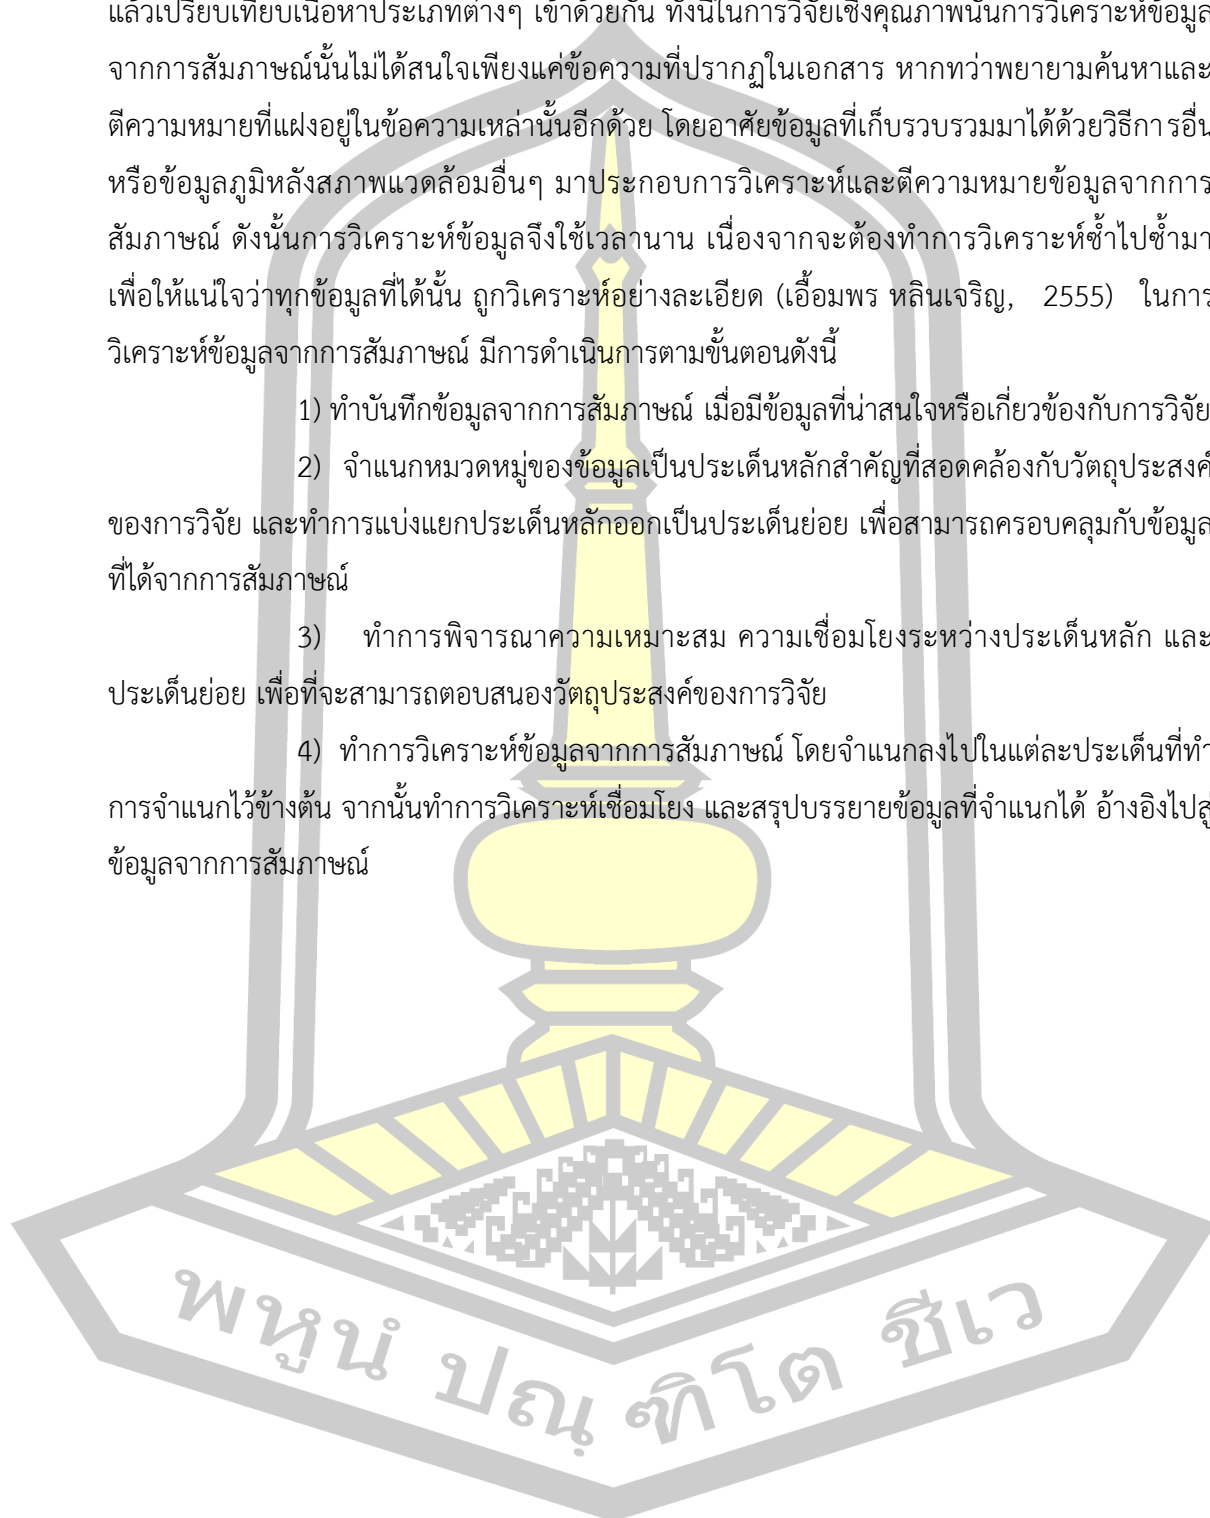 แล้วเปรียบเทียบเนื้อหาประเภทต่างๆ เข้าด้วยกัน ทั้งนี้ในการวิจัยเชิงคุณภาพนั้นการวิเคราะห์ข้อมูล
จากการสัมภาษณ์นั้นไม่ได้สนใจเพียงแค่ข้อความที่ปรากฏในเอกสาร หากทว่าพยายามค้นหาและ
ตีความหมายที่แฝงอยู่ในข้อความเหล่านั้นอีกด้วย โดยอาศัยข้อมูลที่เก็บรวบรวมมาได้ด้วยวิธีการอื่น
หรือข้อมูลภูมิหลังสภาพแวดล้อมอื่นๆ มาประกอบการวิเคราะห์และตีความหมายข้อมูลจากการ
สัมภาษณ์ ดังนั้นการวิเคราะห์ข้อมูลจึงใช้เวลานาน เนื่องจากจะต้องทำการวิเคราะห์ซ้ำไปซ้ำมา
เพื่อให้แน่ใจว่าทุกข้อมูลที่ได้นั้น ถูกวิเคราะห์อย่างละเอียด (เอื้อมพร หลินเจริญ, 2555) ในการ
วิเคราะห์ข้อมูลจากการสัมภาษณ์ มีการดำเนินการตามขั้นตอนดังนี้
1) ทำบันทึกข้อมูลจากการสัมภาษณ์ เมื่อมีข้อมูลที่น่าสนใจหรือเกี่ยวข้องกับการวิจัย
2) จำแนกหมวดหมู่ของข้อมูลเป็นประเด็นหลักสำคัญที่สอดคล้องกับวัตถุประสงค์
ของการวิจัย และทำการแบ่งแยกประเด็นหลักออกเป็นประเด็นย่อย เพื่อสามารถครอบคลุมกับข้อมูล
ที่ได้จากการสัมภาษณ์
3) ทำการพิจารณาความเหมาะสม ความเชื่อมโยงระหว่างประเด็นหลัก และ
ประเด็นย่อย เพื่อที่จะสามารถตอบสนองวัตถุประสงค์ของการวิจัย
4) ทำการวิเคราะห์ข้อมูลจากการสัมภาษณ์ โดยจำแนกลงไปในแต่ละประเด็นที่ทำ
การจำแนกไว้ข้างต้น จากนั้นทำการวิเคราะห์เชื่อมโยง และสรุปบรรยายข้อมูลที่จำแนกได้ อ้างอิงไปสู่
ข้อมูลจากการสัมภาษณ์
พหูนํ ปณฺฑิโต ชีเว